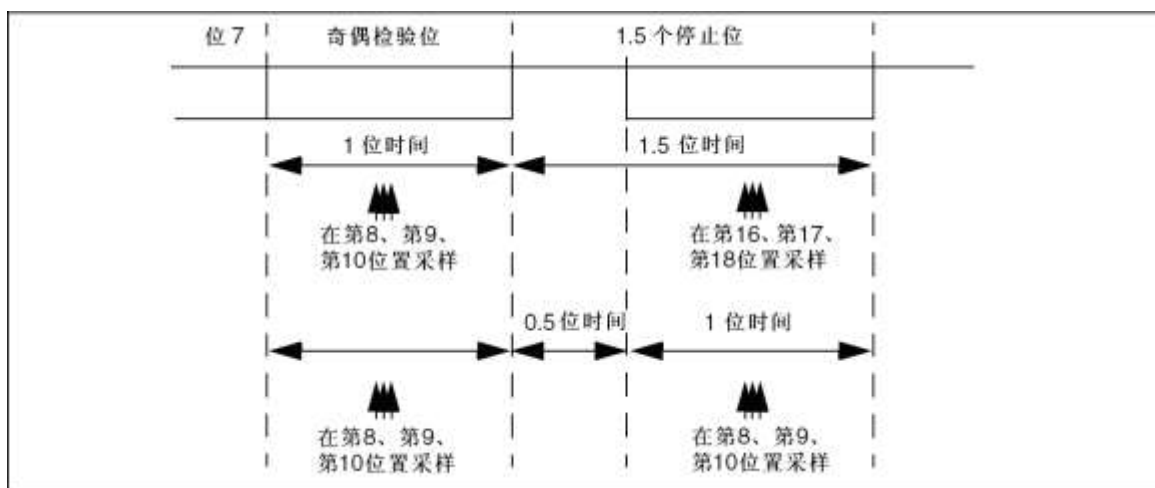 位 7 奇偶检验位 1.5 个停止位
1 位时间 1.5 位时间
在第8、第9、
第10位置采样
在第16、第17、
第18位置采样
0.5 位时间 1 位时间
在第8、第9、
第10位置采样
在第8、第9、
第10位置采样